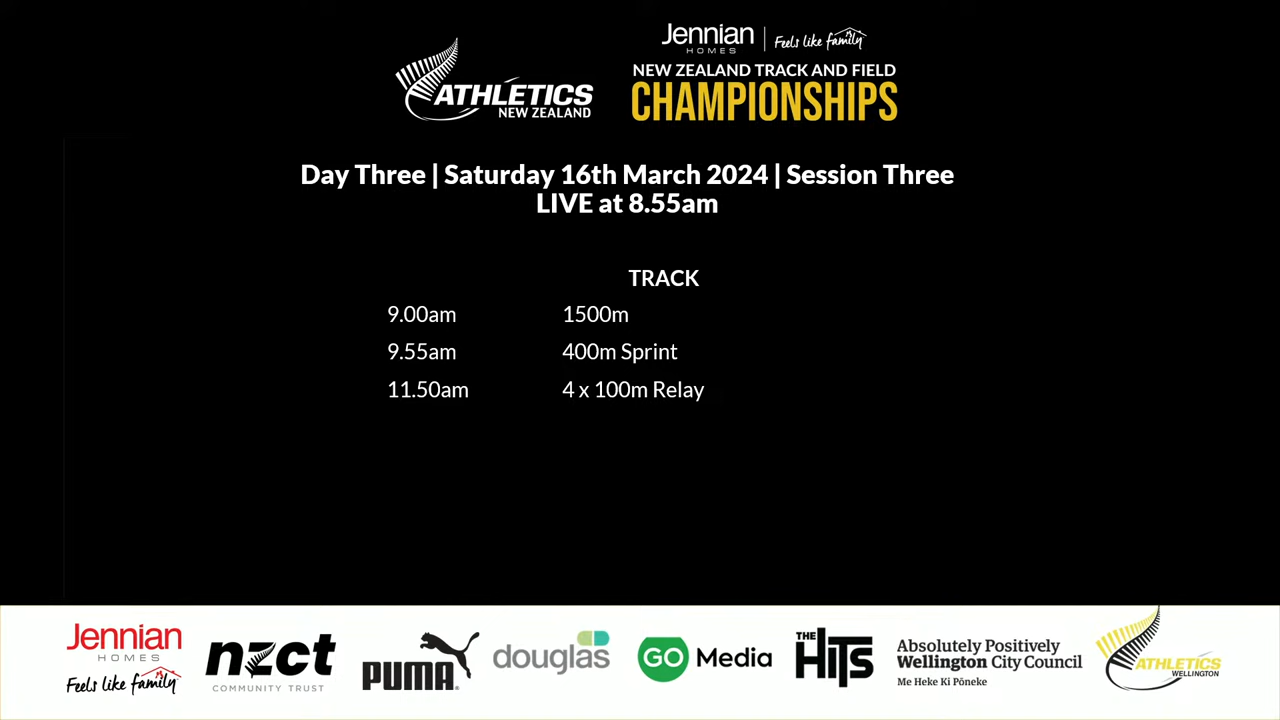 Jennian
HOMES
Feels like family
ATHLETICS
NEW ZEALAND
NEW ZEALAND TRACK AND FIELD
CHAMPIONSHIPS
Day Three | Saturday 16th March 2024 | Session Three
LIVE at 8.55am
TRACK
9.00am 1500m
9.55am 400m Sprint
11.50am 4 x 100m Relay
Jennian
HOMES
Feels like family
nzct
COMMUNITY TRUST
PUMA
douglas
GO Media
THE HITS
Absolutely Positively
Wellington City Council
Me Heke Ki Pōneke
ATHLETICS
WELLINGTON